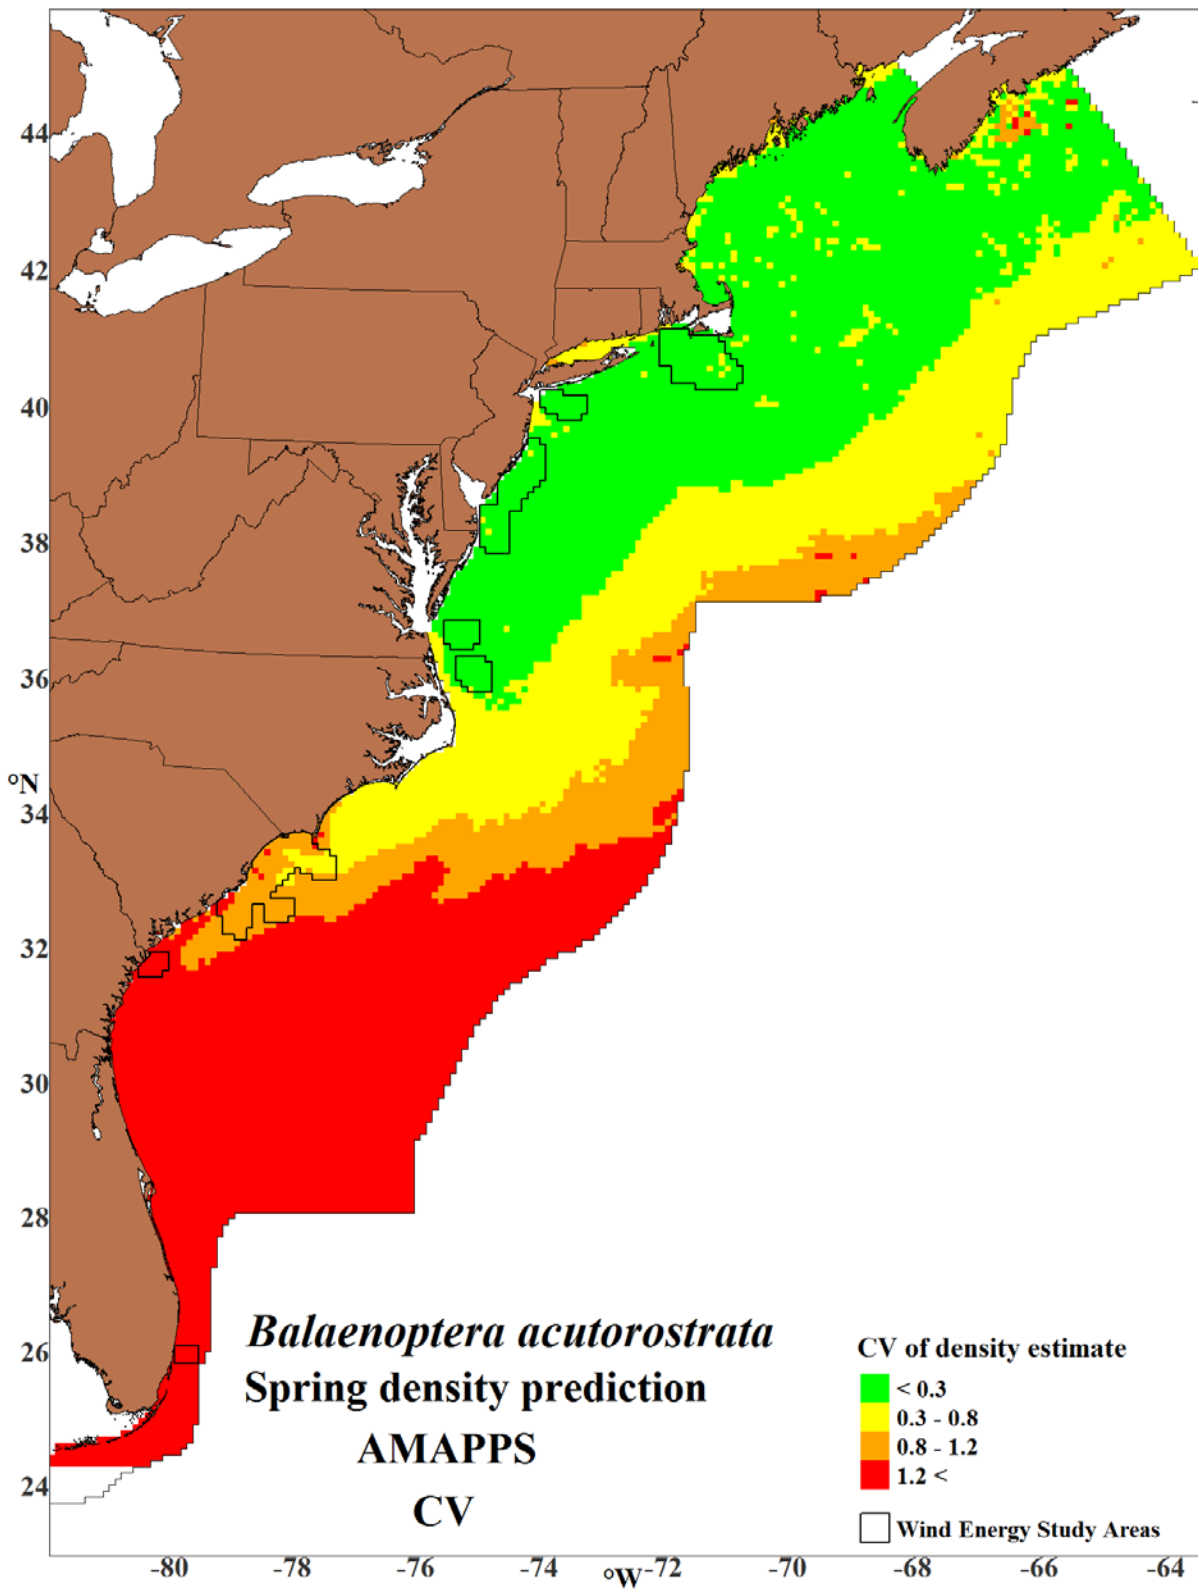 44
42
40
38
36
°N
34
32
30
28
26
24
Balaenoptera acutorostrata
Spring density prediction
AMAPPS
CV
CV of density estimate
< 0.3
0.3 - 0.8
0.8 - 1.2
1.2 <
Wind Energy Study Areas
-80 -78 -76 -74 °W -72 -70 -68 -66 -64